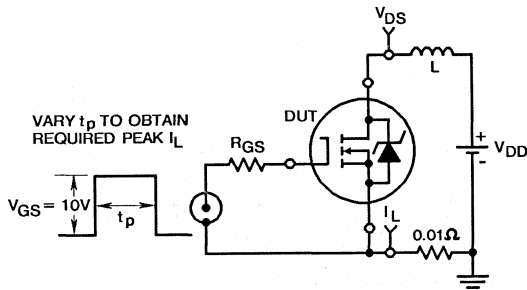 VDS
L
DUT
VARY tp TO OBTAIN
REQUIRED PEAK IL
RGS
+
VDD
-
VGS = 10V
tp
IL
0.01Ω